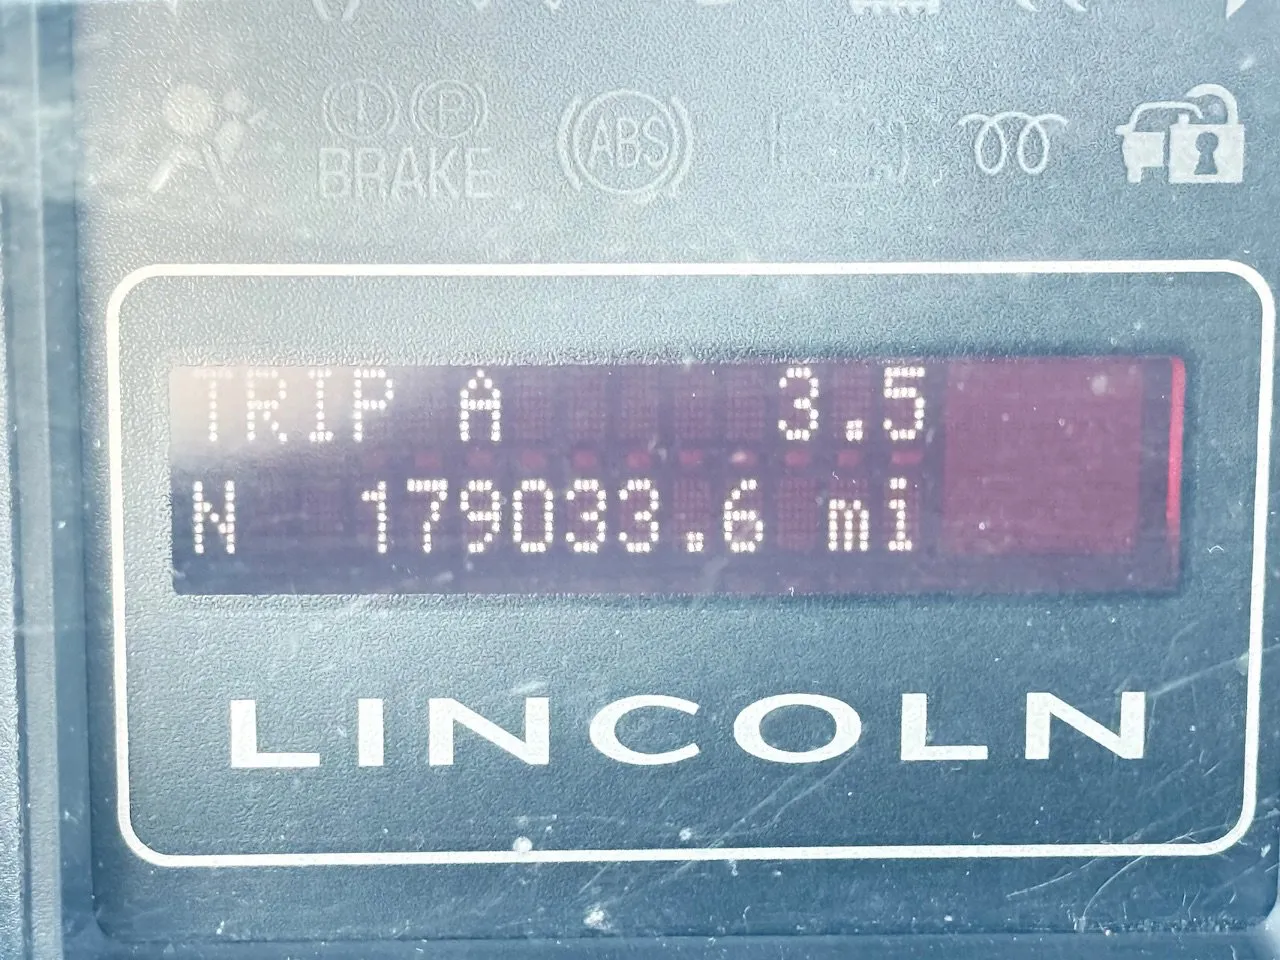 BRAKE
ABS
TRIP A 3.5
N 179033.6 mi
LINCOLN